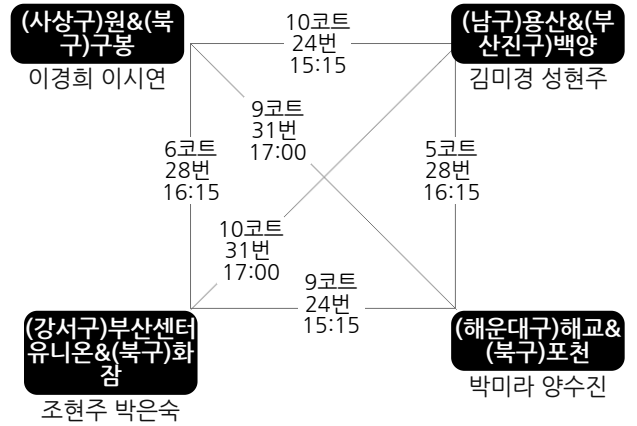 (사상구)원&(북
구)구봉
이경희 이시연
10코트
24번
15:15
(남구)용산&(부
산진구)백양
김미경 성현주
9코트
31번
17:00
6코트
28번
16:15
5코트
28번
16:15
10코트
31번
17:00
9코트
24번
15:15
(강서구)부산센터
유니온&(북구)화
잠
조현주 박은숙
(해운대구)해교&
(북구)포천
박미라 양수진